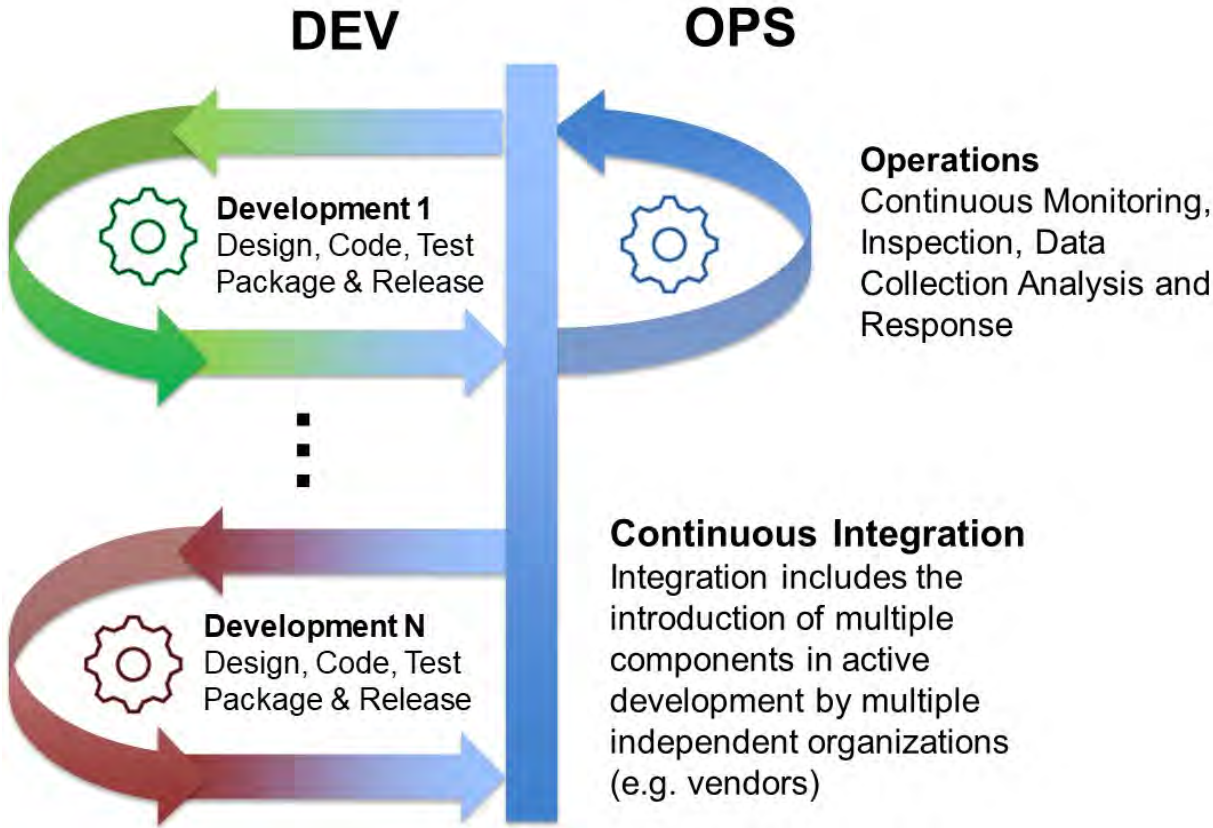 DEV
OPS
Development 1
Design, Code, Test
Package & Release
Operations
Continuous Monitoring,
Inspection, Data
Collection Analysis and
Response
Development N
Design, Code, Test
Package & Release
Continuous Integration
Integration includes the
introduction of multiple
components in active
development by multiple
independent organizations
(e.g. vendors)